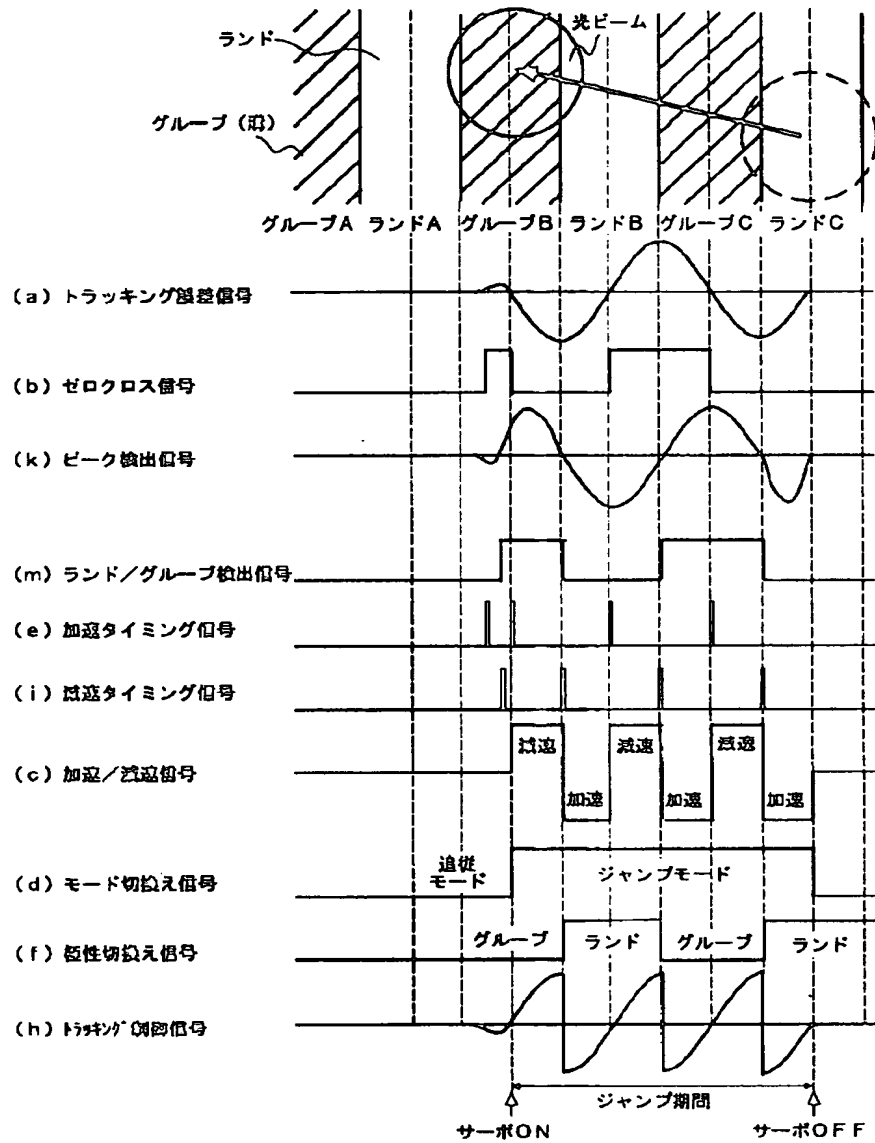 ランド
光ビーム
グルーブ（溝）
グルーブA ランドA グルーブB ランドB グルーブC ランドC
（a）トラッキング誤差信号
（b）ゼロクロス信号
（k）ピーク検出信号
（m）ランド／グルーブ検出信号
（e）加速タイミング信号
（i）減速タイミング信号
減速 減速 減速
（c）加速／減速信号
加速 加速 加速
追従
モード
ジャンプモード
（d）モード切換え信号
グルーブ ランド グルーブ ランド
（f）極性切換え信号
（h）ﾄﾗｯｷﾝｸﾞ制御信号
ジャンプ期間
サーボON サーボOFF